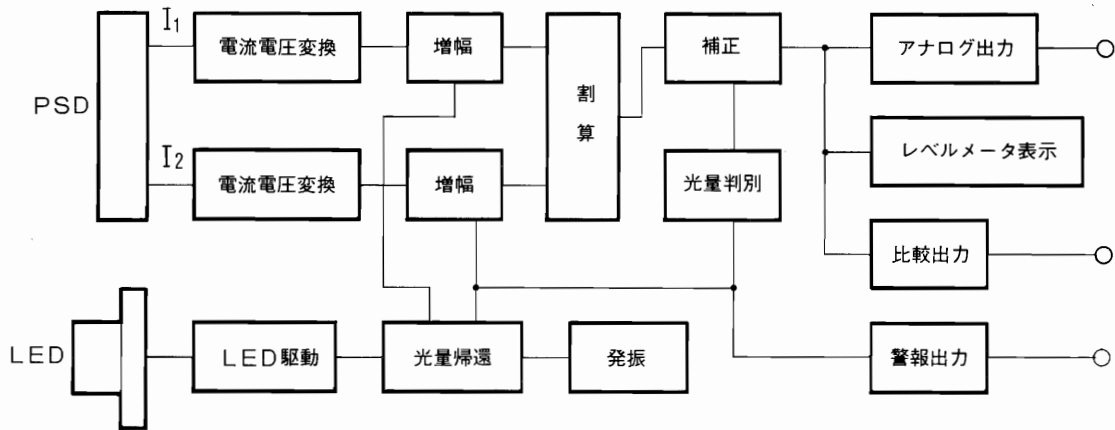 I1
電流電圧変換
増幅
補正
アナログ出力
PSD
割算
レベルメータ表示
I2
電流電圧変換
増幅
光量判別
比較出力
LED
LED駆動
光量帰還
発振
警報出力